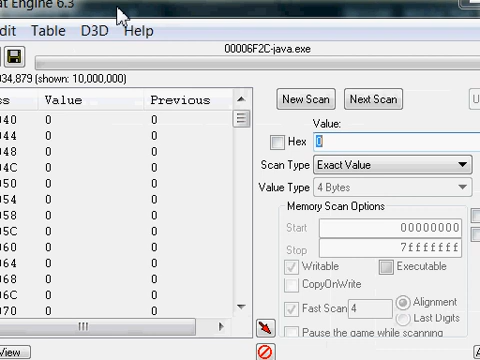 at Engine 6.3
dit Table D3D Help
00006F2C-java.exe
034,879 (shown: 10,000,000)
ss Value Previous
040 0 0
044 0 0
048 0 0
04C 0 0
050 0 0
054 0 0
058 0 0
05C 0 0
060 0 0
064 0 0
068 0 0
06C 0 0
070 0 0
View
New Scan Next Scan U
Value:
Hex 0
Scan Type Exact Value
Value Type 4 Bytes
Memory Scan Options
Start 00000000
Stop 7fffffff
Writable Executable
CopyOnWrite
Fast Scan 4 Alignment
Last Digits
Pause the game while scanning
A